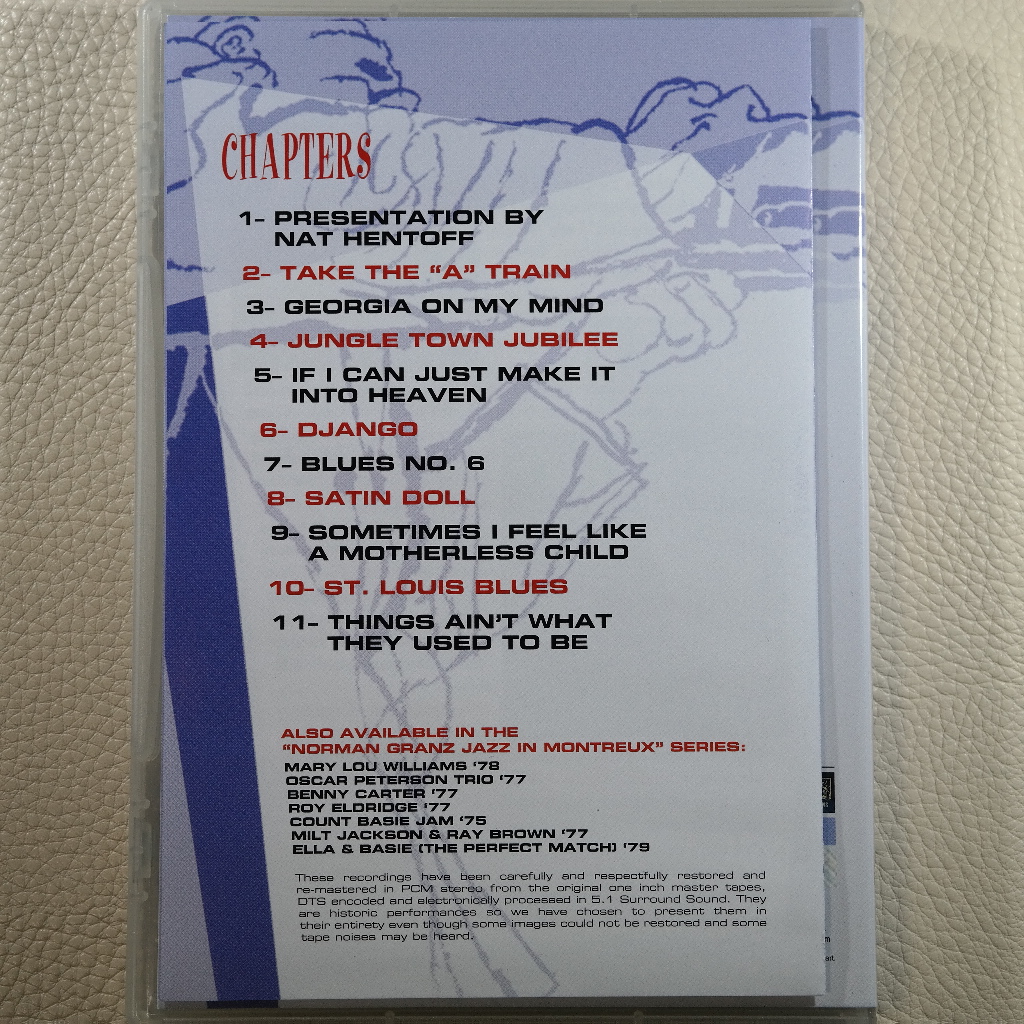 CHAPTERS
1- PRESENTATION BY
NAT HENTOFF
2- TAKE THE “A” TRAIN
3- GEORGIA ON MY MIND
4- JUNGLE TOWN JUBILEE
5- IF I CAN JUST MAKE IT
INTO HEAVEN
6- DJANGO
7- BLUES NO. 6
8- SATIN DOLL
9- SOMETIMES I FEEL LIKE
A MOTHERLESS CHILD
10- ST. LOUIS BLUES
11- THINGS AIN’T WHAT
THEY USED TO BE
ALSO AVAILABLE IN THE
“NORMAN GRANZ JAZZ IN MONTREUX” SERIES:
MARY LOU WILLIAMS ‘78
OSCAR PETERSON TRIO ‘77
BENNY CARTER ‘77
ROY ELDRIDGE ‘77
COUNT BASIE JAM ‘75
MILT JACKSON & RAY BROWN ‘77
ELLA & BASIE (THE PERFECT MATCH) ‘79
These recordings have been carefully and respectfully restored and
re-mastered in PCM stereo from the original one inch master tapes,
DTS encoded and electronically processed in 5.1 Surround Sound. They
are historic performances so we have chosen to present them in
their entirety even though some images could not be restored and some
tape noises may be heard.